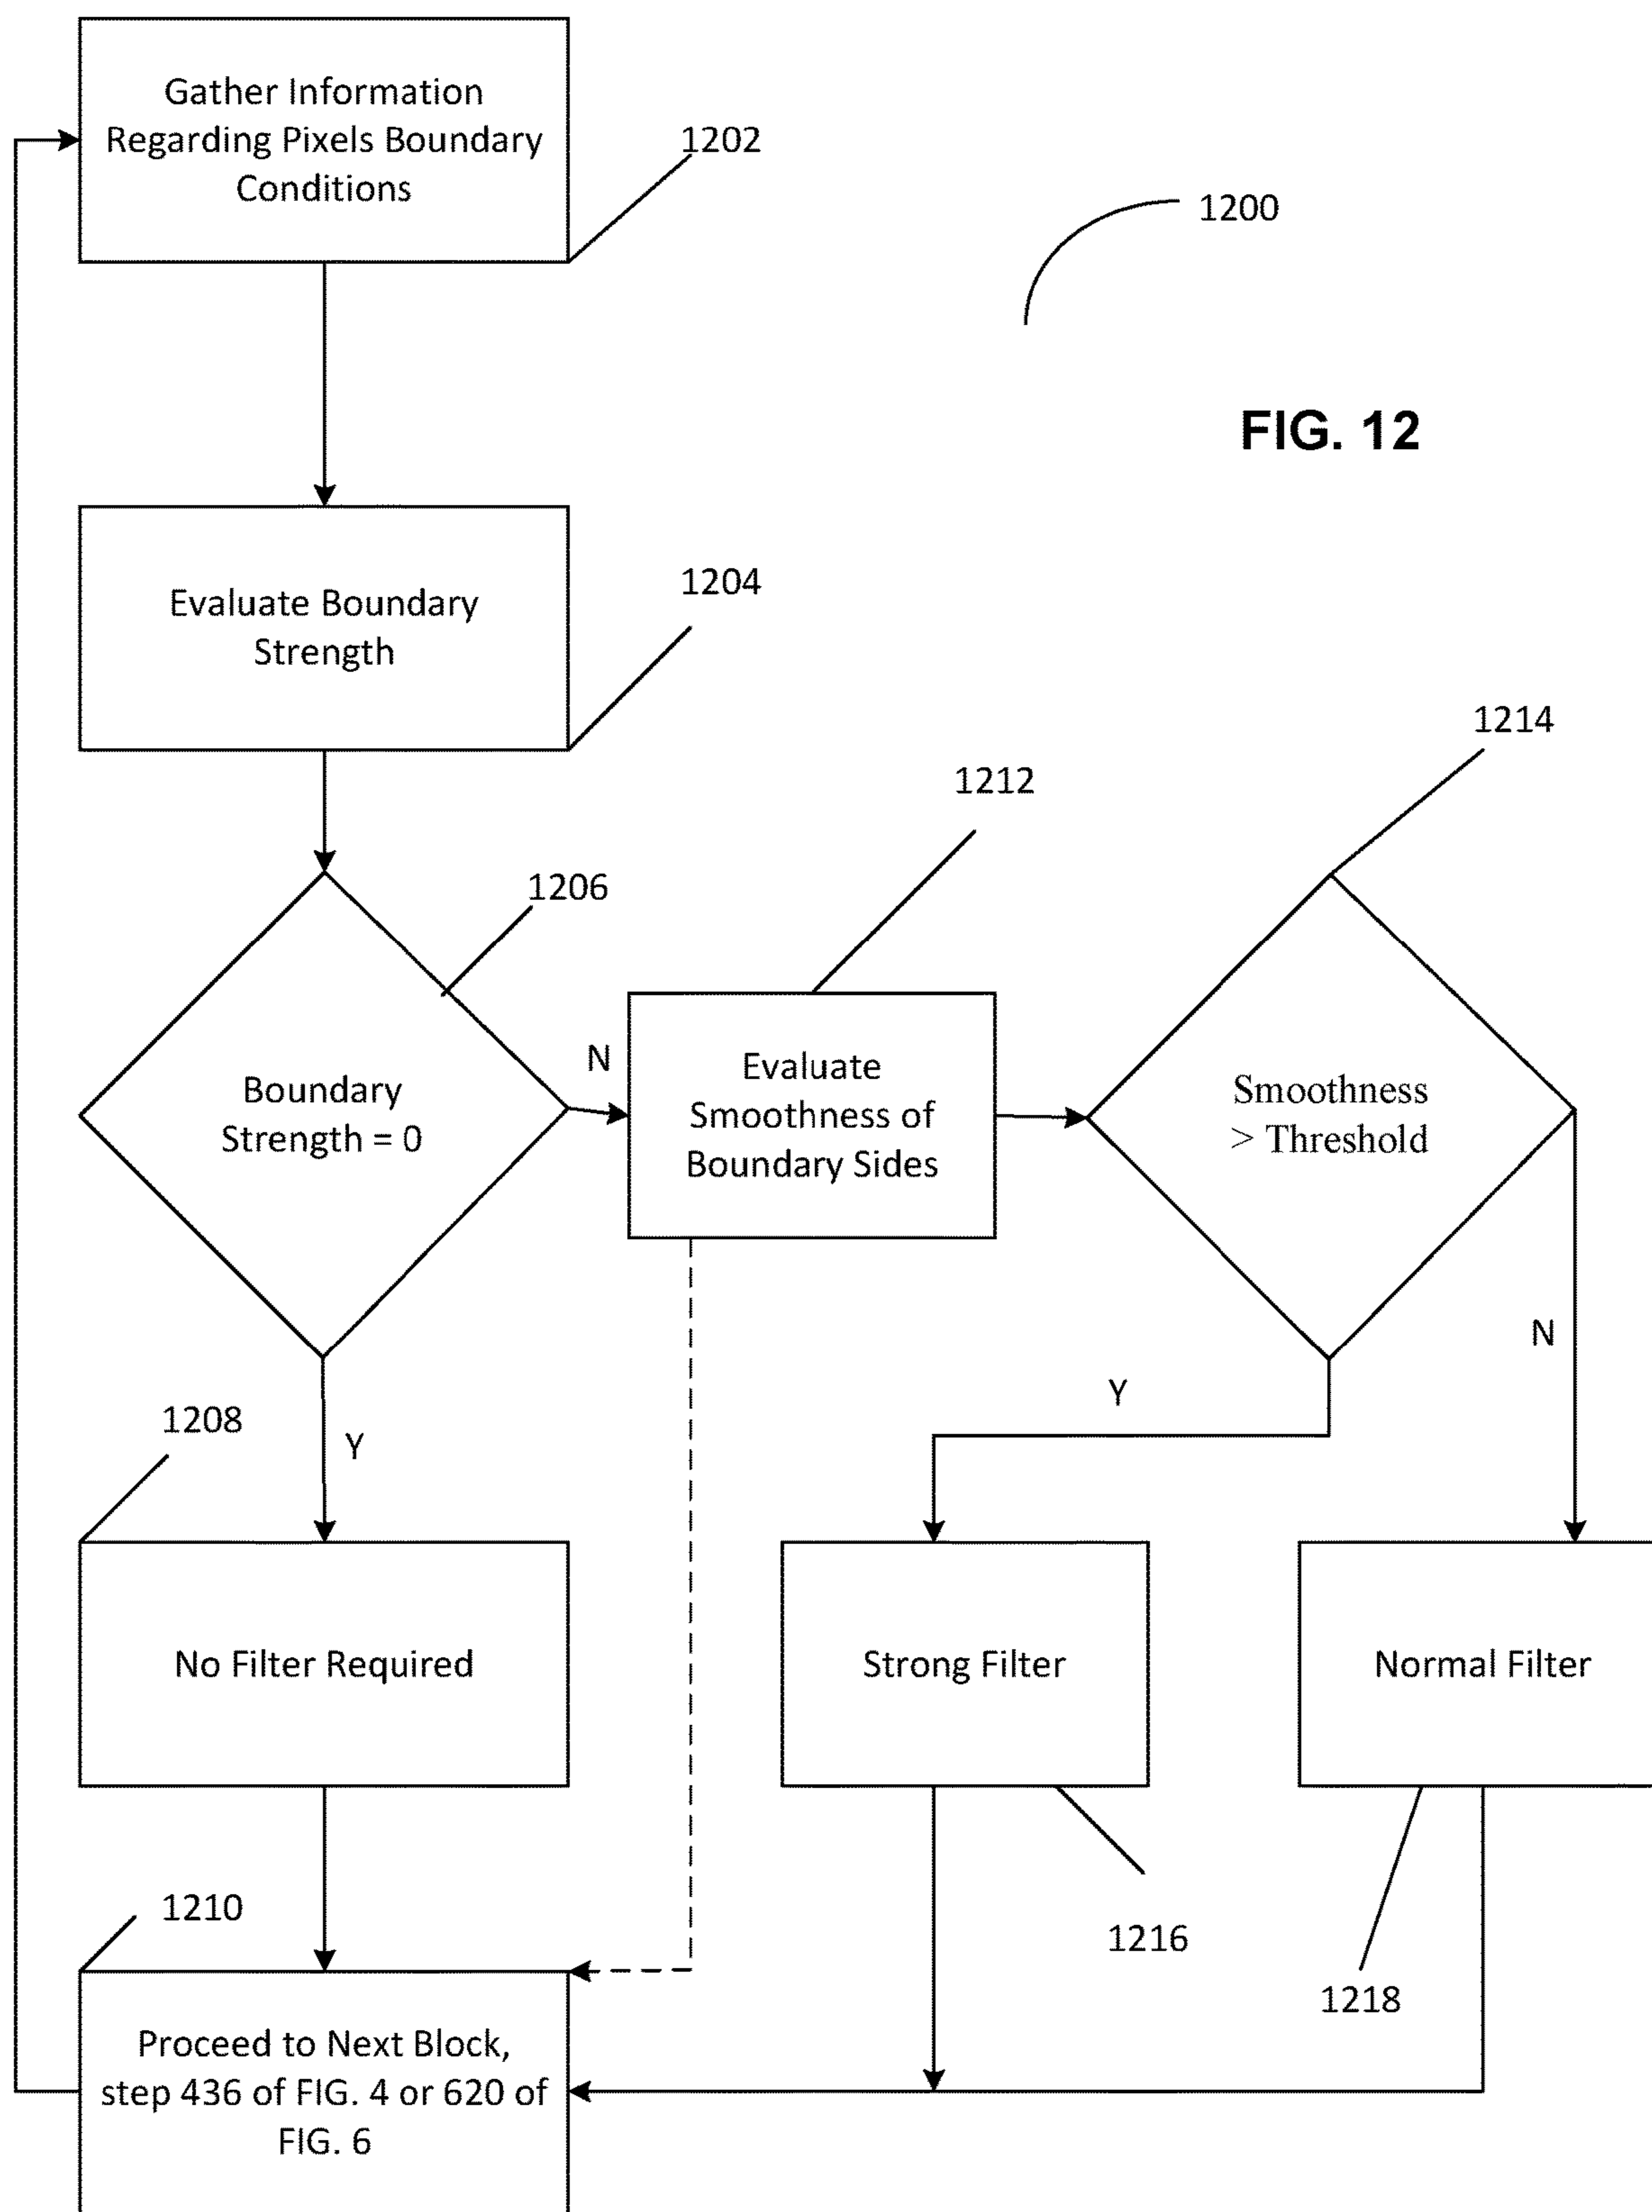 Gather Information
Regarding Pixels Boundary
Conditions
1202
1200
FIG. 12
Evaluate Boundary
Strength
1204
1206
Boundary
Strength = 0
N
1212
Evaluate
Smoothness of
Boundary Sides
1214
Smoothness
> Threshold
N
Y
Y
1208
No Filter Required
Strong Filter
Normal Filter
1210
1216
1218
Proceed to Next Block,
step 436 of FIG. 4 or 620 of
FIG. 6